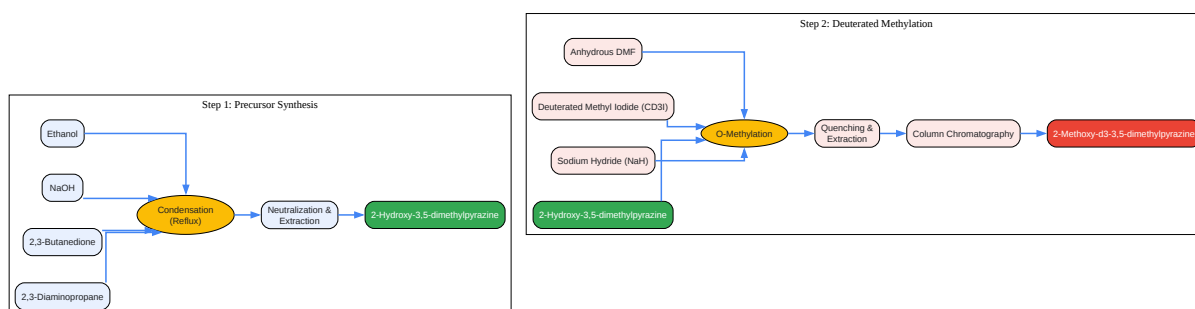 Step 1: Precursor Synthesis
Ethanol
NaOH
2,3-Butanedione
2,3-Diaminopropane
Condensation
(Reflux)
Neutralization &
Extraction
2-Hydroxy-3,5-dimethylpyrazine
Step 2: Deuterated Methylation
Anhydrous DMF
Deuterated Methyl Iodide (CD3I)
Sodium Hydride (NaH)
2-Hydroxy-3,5-dimethylpyrazine
O-Methylation
Quenching &
Extraction
Column Chromatography
2-Methoxy-d3-3,5-dimethylpyrazine